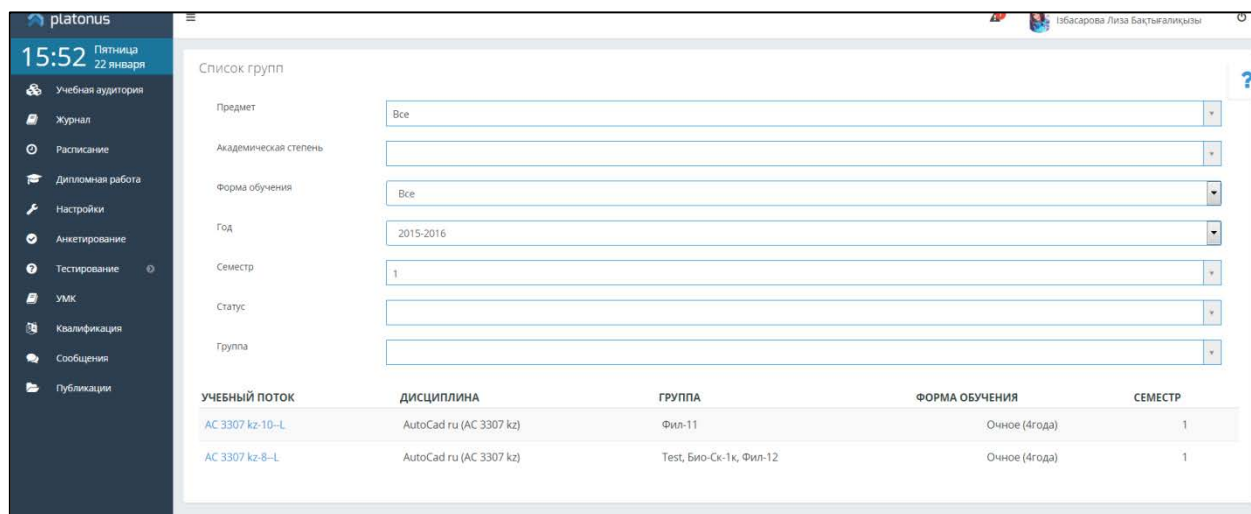 platonus
Ізбасарова Лиза Бақтығалиқызы
15:52 Пятница
22 января
Учебная аудитория
Журнал
Расписание
Дипломная работа
Настройки
Анкетирование
Тестирование
УМК
Квалификация
Сообщения
Публикации
Список групп
?
Предмет Все
Академическая степень
Форма обучения Все
Год 2015-2016
Семестр 1
Статус
Группа
УЧЕБНЫЙ ПОТОК ДИСЦИПЛИНА ГРУППА ФОРМА ОБУЧЕНИЯ СЕМЕСТР
AC 3307 kz-10--L AutoCad ru (AC 3307 kz) Фил-11 Очное (4года) 1
AC 3307 kz-8--L AutoCad ru (AC 3307 kz) Test, Био-Ск-1к, Фил-12 Очное (4года) 1